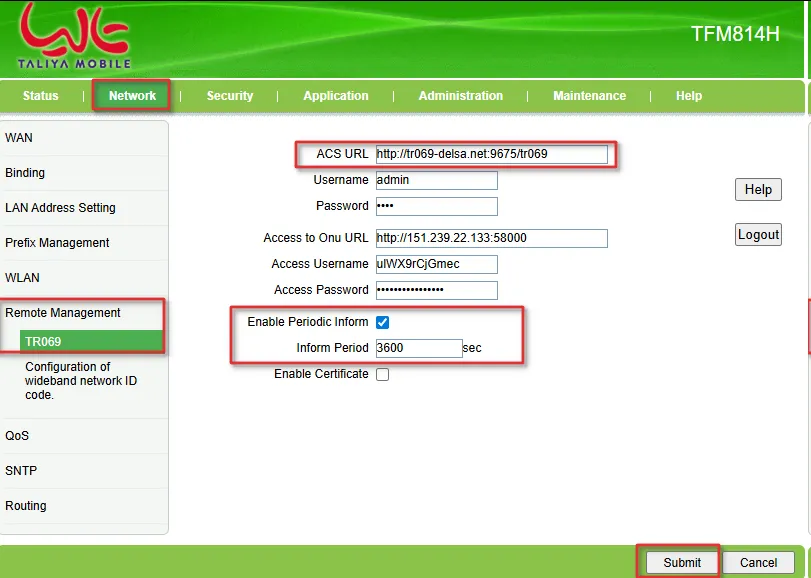 TALIYA MOBILE
TFM814H
Status | Network | Security | Application | Administration | Maintenance | Help
WAN
Binding
LAN Address Setting
Prefix Management
WLAN
Remote Management
TR069
Configuration of
wideband network ID
code.
QoS
SNTP
Routing
ACS URL http://tr069-delsa.net:9675/tr069
Username admin
Password ••••
Access to Onu URL http://151.239.22.133:58000
Access Username ulWX9rCjGmec
Access Password ••••••••••••••••
Enable Periodic Inform
Inform Period 3600 sec
Enable Certificate
Help
Logout
Submit
Cancel